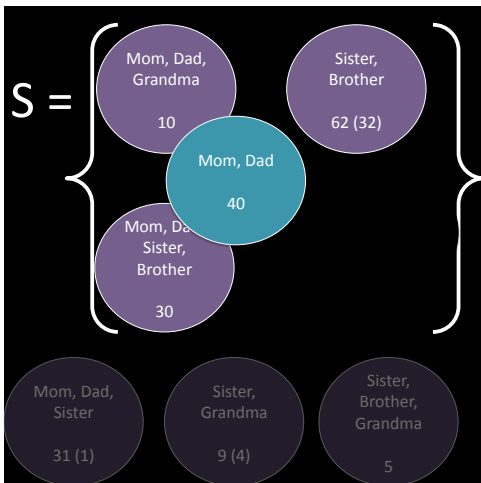 S =
Mom, Dad,
Grandma
10
Sister,
Brother
62 (32)
Mom, Dad
40
Mom, Da
Sister,
Brother
30
Mom, Dad,
Sister
31 (1)
Sister,
Grandma
9 (4)
Sister,
Brother,
Grandma
5